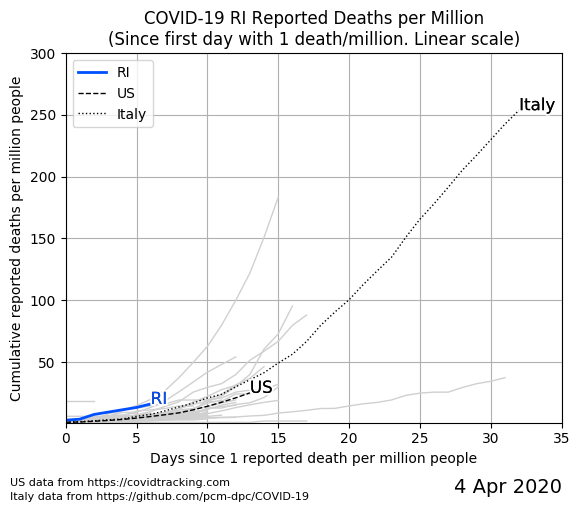 COVID-19 RI Reported Deaths per Million
(Since first day with 1 death/million. Linear scale)
Cumulative reported deaths per million people
300
250
200
150
100
50
RI
US
Italy
Italy
US
RI
0
5
10
15
20
25
30
35
Days since 1 reported death per million people
US data from https://covidtracking.com
Italy data from https://github.com/pcm-dpc/COVID-19
4 Apr 2020